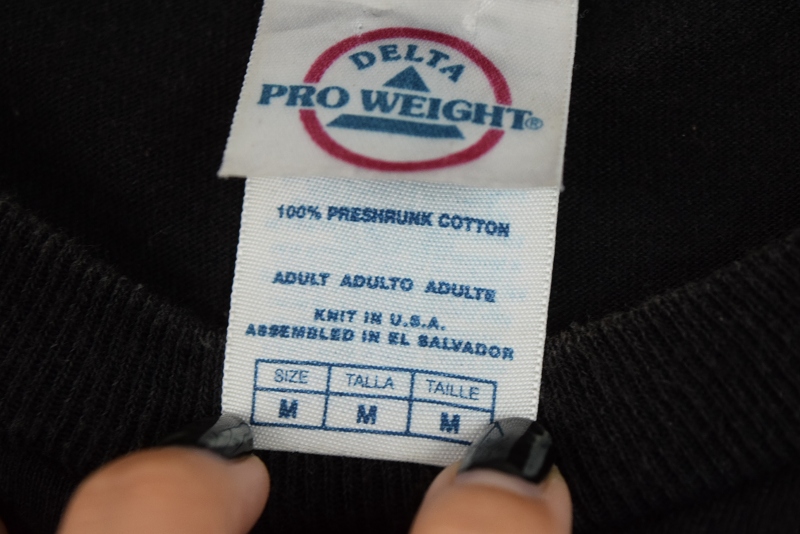 DELTA
PRO WEIGHT®
100% PRESHRUNK COTTON
ADULT ADULTO ADULTE
KNIT IN U.S.A.
ASSEMBLED IN EL SALVADOR
SIZE TALLA TAILLE
M M M